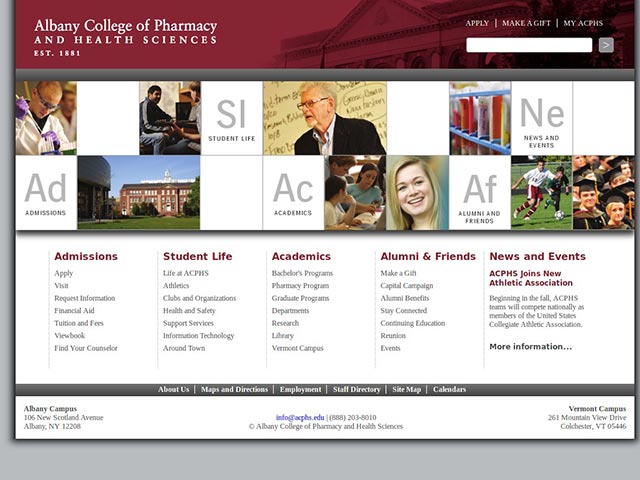 Albany College of Pharmacy
AND HEALTH SCIENCES
EST. 1881
APPLY | MAKE A GIFT | MY ACPHS
>
Sl
STUDENT LIFE
Ne
NEWS AND
EVENTS
Ad
ADMISSIONS
Ac
ACADEMICS
Af
ALUMNI AND
FRIENDS
Admissions
Apply
Visit
Request Information
Financial Aid
Tuition and Fees
Viewbook
Find Your Counselor
Student Life
Life at ACPHS
Athletics
Clubs and Organizations
Health and Safety
Support Services
Information Technology
Around Town
Academics
Bachelor's Programs
Pharmacy Program
Graduate Programs
Departments
Research
Library
Vermont Campus
Alumni & Friends
Make a Gift
Capital Campaign
Alumni Benefits
Stay Connected
Continuing Education
Reunion
Events
News and Events
ACPHS Joins New
Athletic Association
Beginning in the fall, ACPHS
teams will compete nationally as
members of the United States
Collegiate Athletic Association.
More information...
About Us | Maps and Directions | Employment | Staff Directory | Site Map | Calendars
Albany Campus
106 New Scotland Avenue
Albany, NY 12208
info@acphs.edu | (888) 203-8010
© Albany College of Pharmacy and Health Sciences
Vermont Campus
261 Mountain View Drive
Colchester, VT 05446